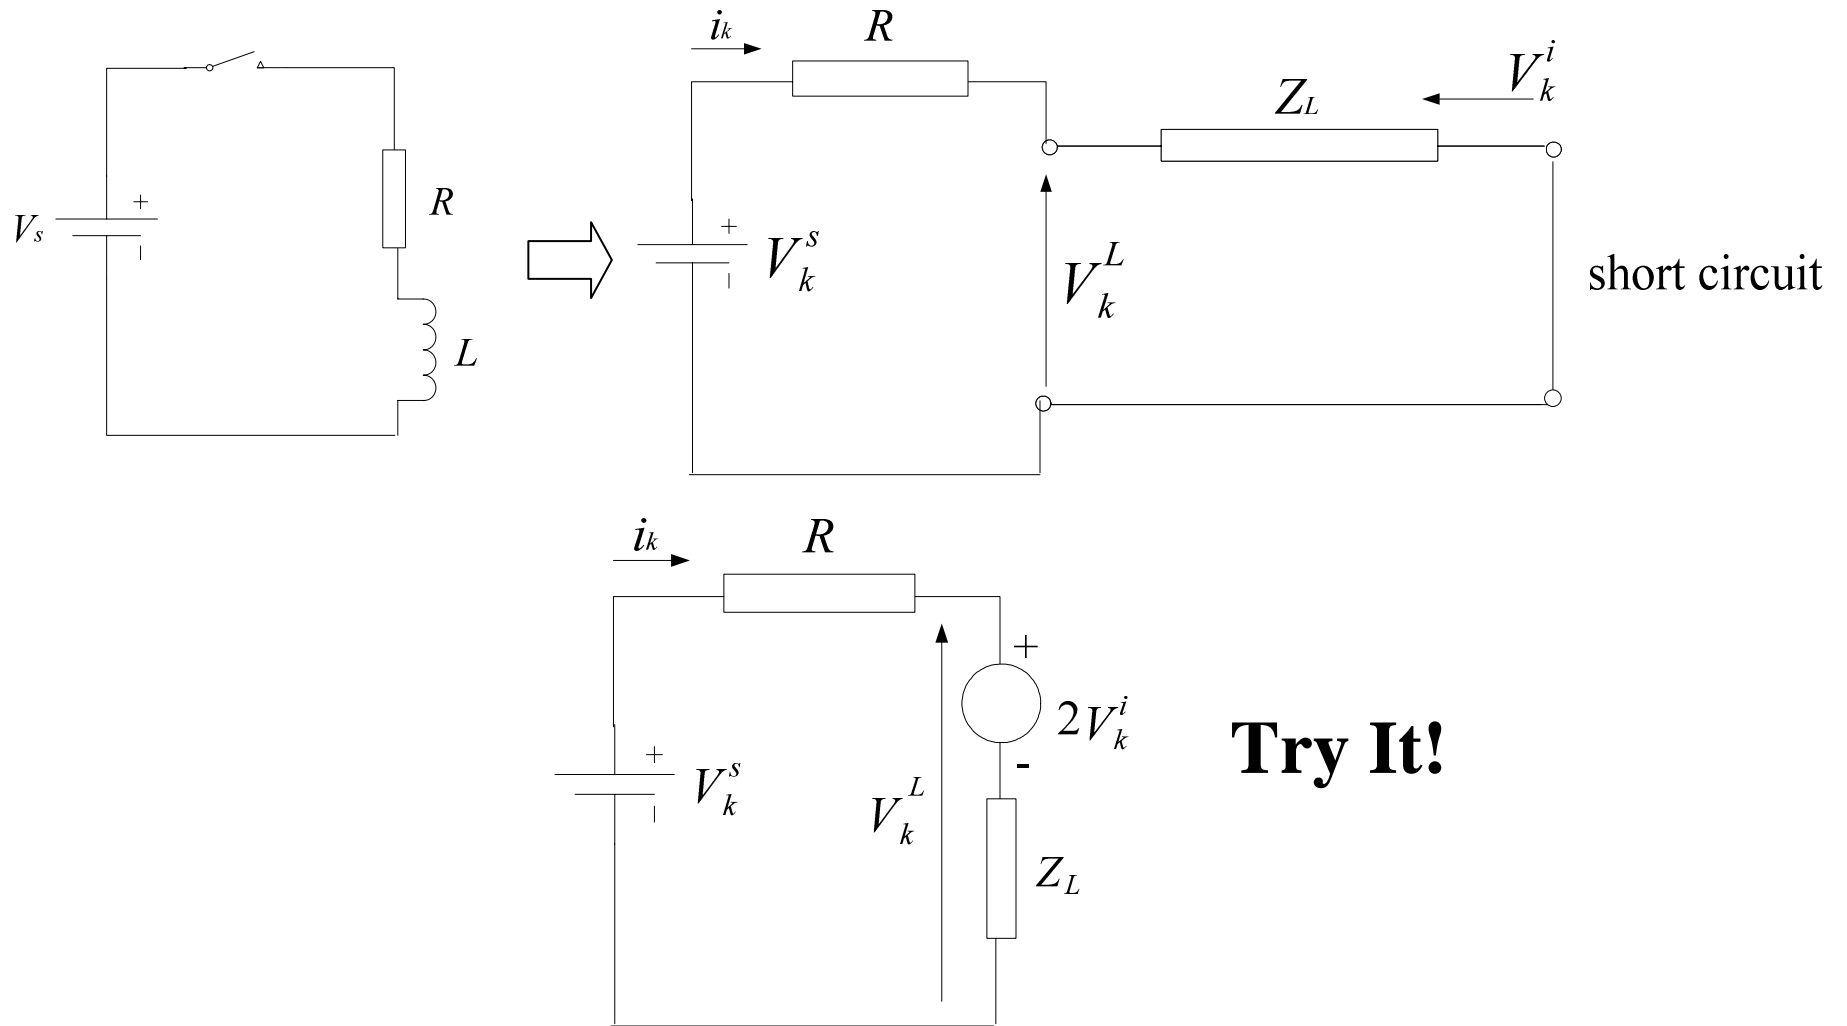 V_s
+
−
R
L
i_k
R
V_k^s
+
−
V_k^L
Z_L
V_k^i
short circuit
i_k
R
V_k^s
+
−
V_k^L
+
2V_k^i
-
Z_L
Try It!